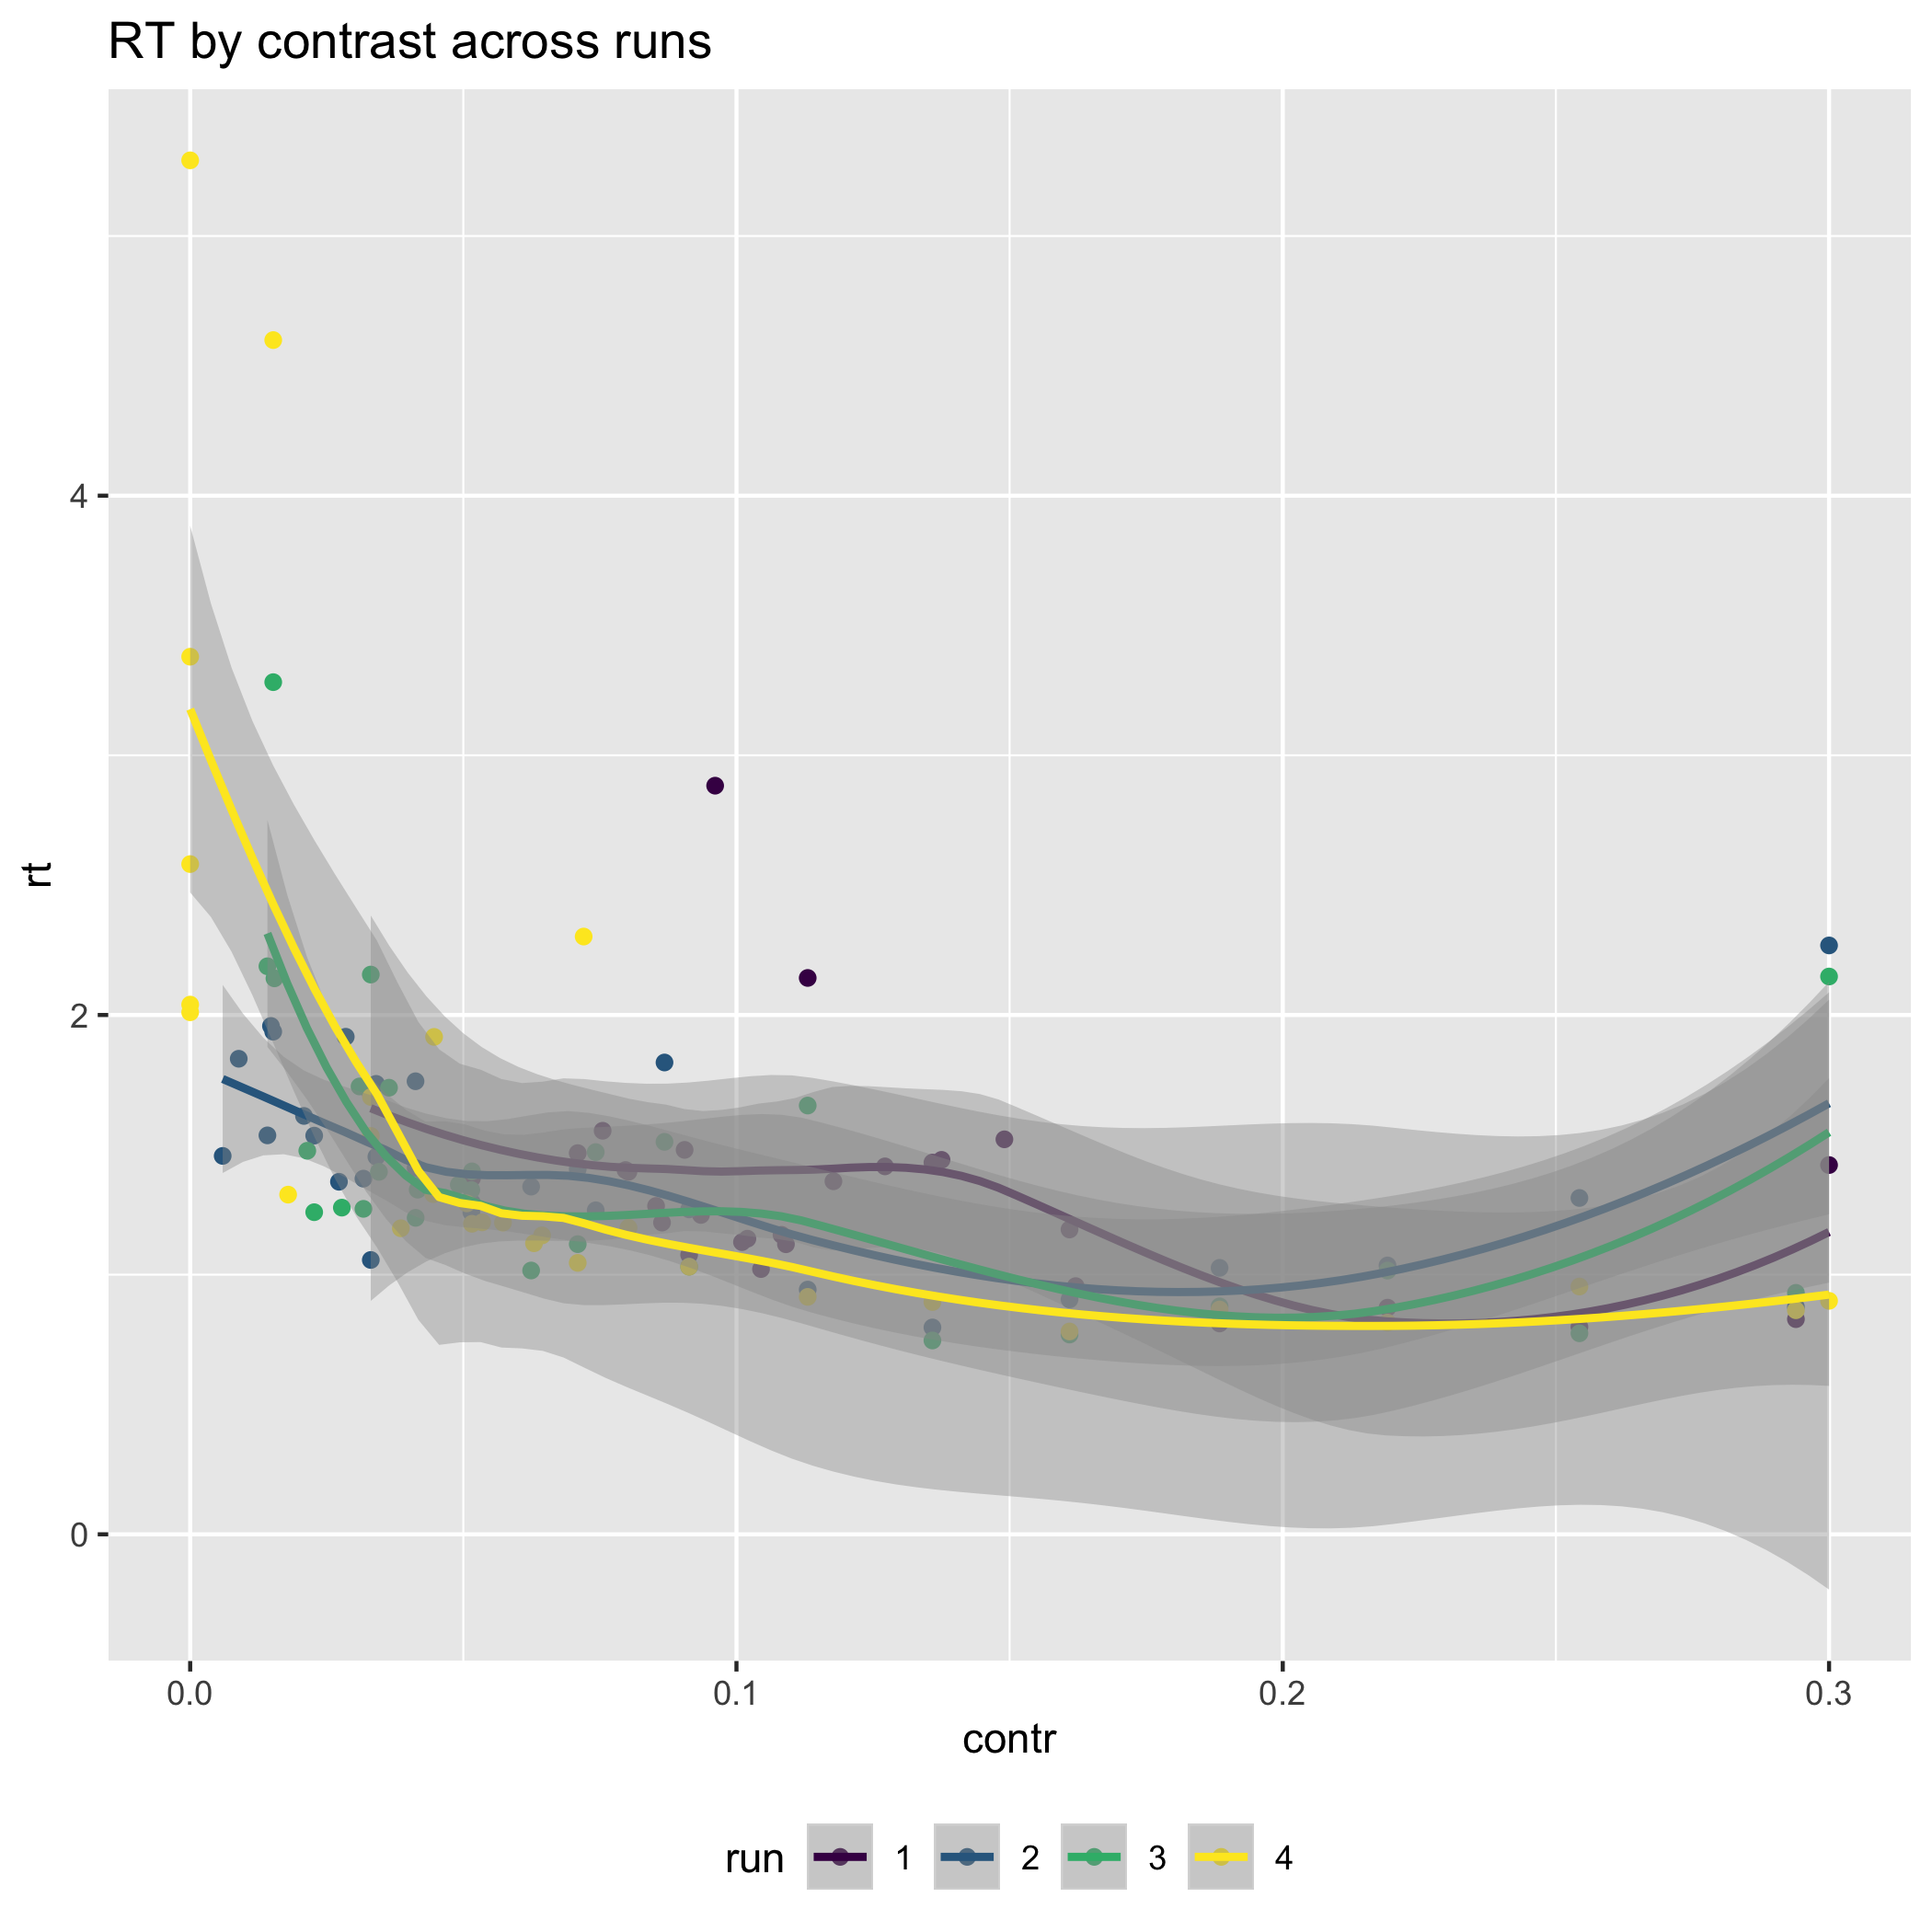 RT by contrast across runs
4
2
0
rt
0.0 0.1 0.2 0.3
contr
run 1 2 3 4